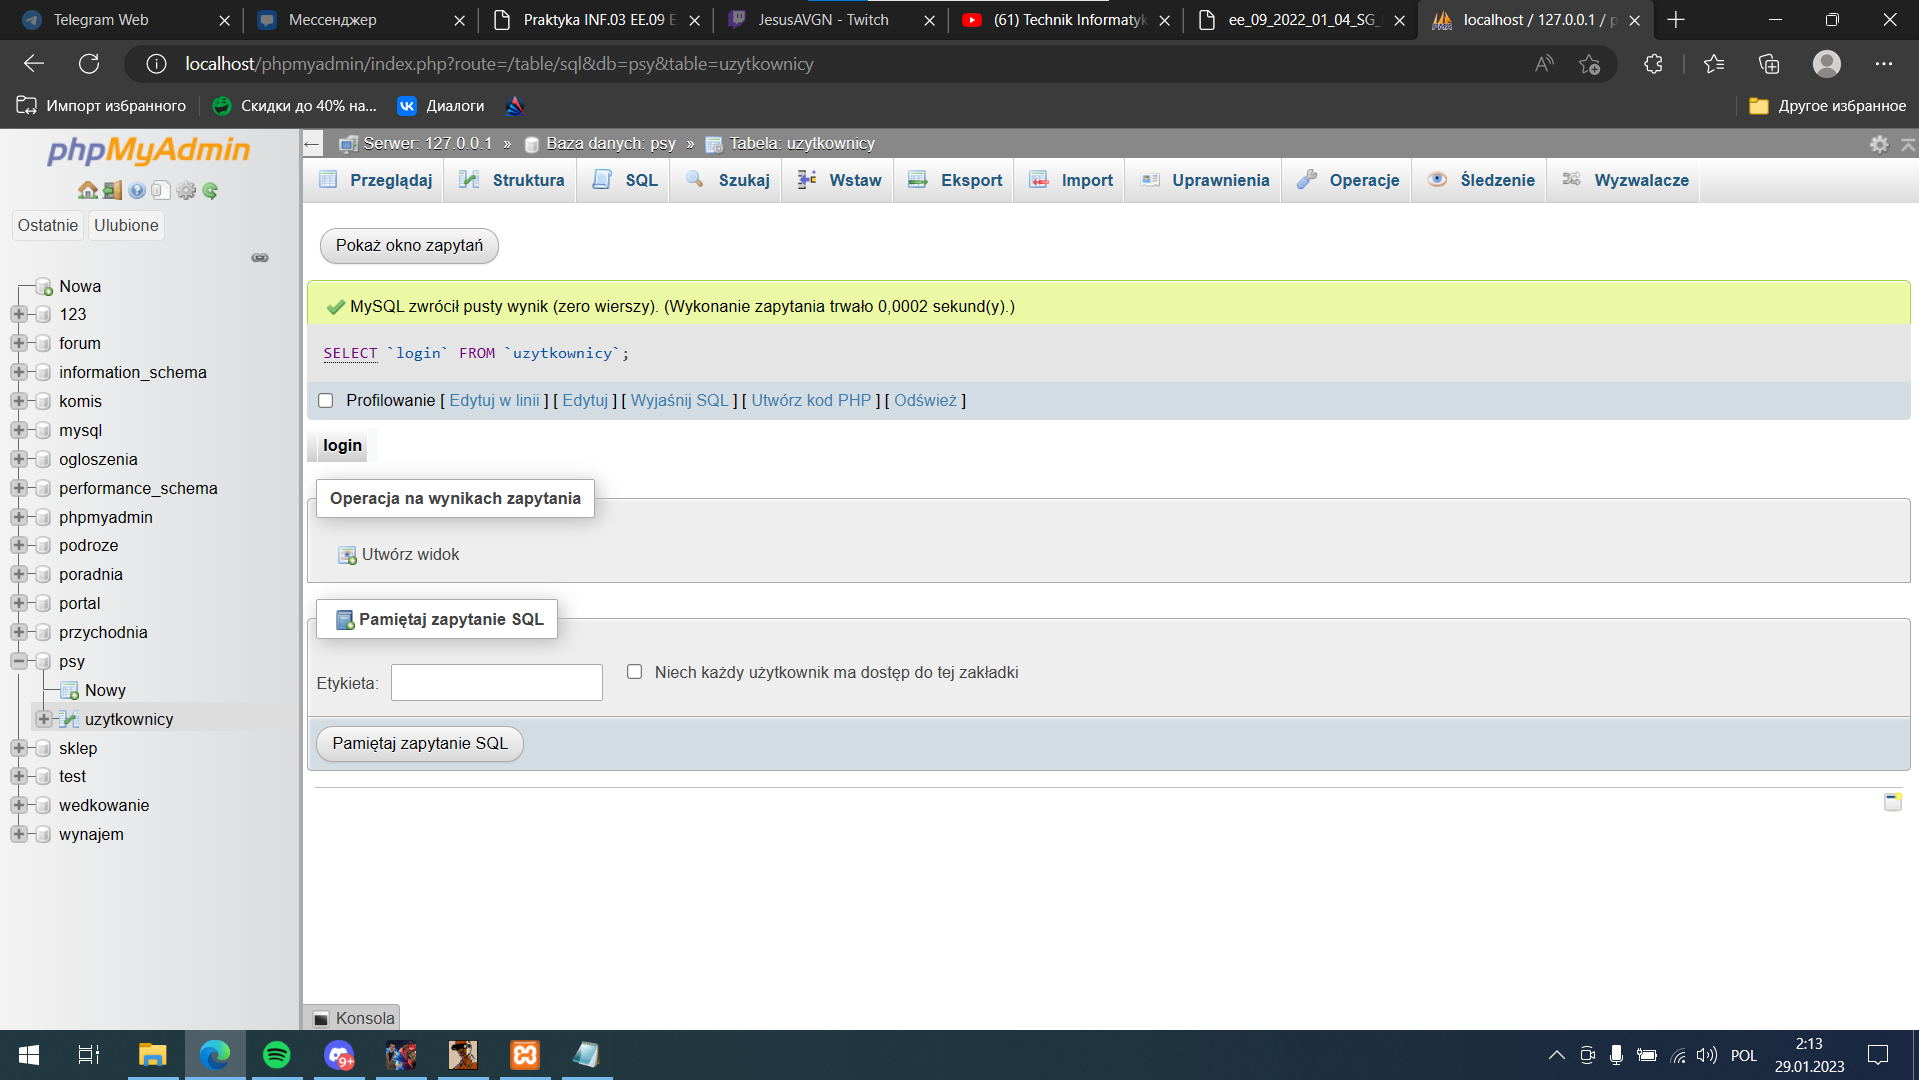 Telegram Web
Мессенджер
Praktyka INF.03 EE.09 E
JesusAVGN - Twitch
(61) Technik Informatyk
ee_09_2022_01_04_SG_
localhost / 127.0.0.1 / p
localhost/phpmyadmin/index.php?route=/table/sql&db=psy&table=uzytkownicy
Импорт избранного
Скидки до 40% на...
Диалоги
Другое избранное
phpMyAdmin
Ostatnie
Ulubione
Nowa
123
forum
information_schema
komis
mysql
ogloszenia
performance_schema
phpmyadmin
podroze
poradnia
portal
przychodnia
psy
Nowy
uzytkownicy
sklep
test
wedkowanie
wynajem
← Serwer: 127.0.0.1 » Baza danych: psy » Tabela: uzytkownicy
Przeglądaj Struktura SQL Szukaj Wstaw Eksport Import Uprawnienia Operacje Śledzenie Wyzwalacze
Pokaż okno zapytań
MySQL zwrócił pusty wynik (zero wierszy). (Wykonanie zapytania trwało 0,0002 sekund(y).)
SELECT `login` FROM `uzytkownicy`;
Profilowanie [ Edytuj w linii ] [ Edytuj ] [ Wyjaśnij SQL ] [ Utwórz kod PHP ] [ Odśwież ]
login
Operacja na wynikach zapytania
Utwórz widok
Pamiętaj zapytanie SQL
Etykieta:
Niech każdy użytkownik ma dostęp do tej zakładki
Pamiętaj zapytanie SQL
Konsola
9+
POL
2:13
29.01.2023